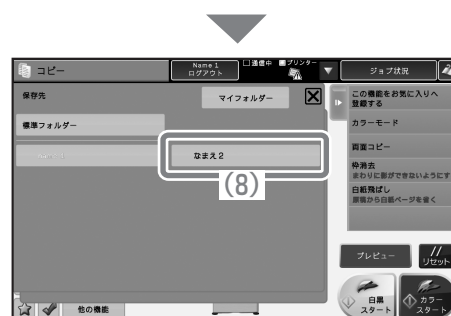 コピー
Name 1
ログアウト
通信中
プリンター
ジョブ状況
保存先
マイフォルダー
標準フォルダー
なまえ2
(8)
この機能をお気に入りへ
登録する
カラーモード
両面コピー
枠消去
まわりに影ができないようにす
白紙飛ばし
原稿から白紙ページを省く
プレビュー
リセット
白黒
スタート
カラー
スタート
他の機能